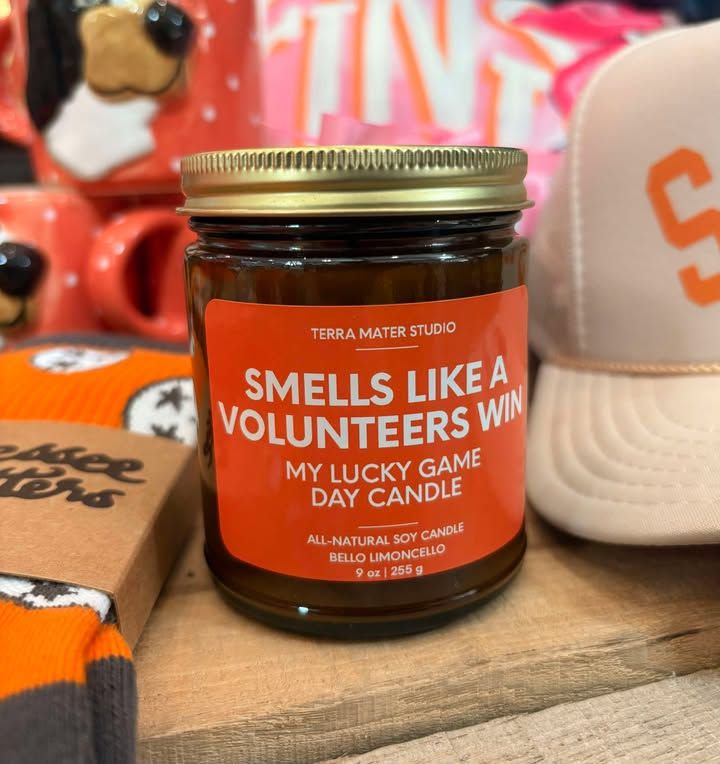 TERRA MATER STUDIO
SMELLS LIKE A
VOLUNTEERS WIN
MY LUCKY GAME
DAY CANDLE
ALL-NATURAL SOY CANDLE
BELLO LIMONCELLO
9 oz | 255 g
S